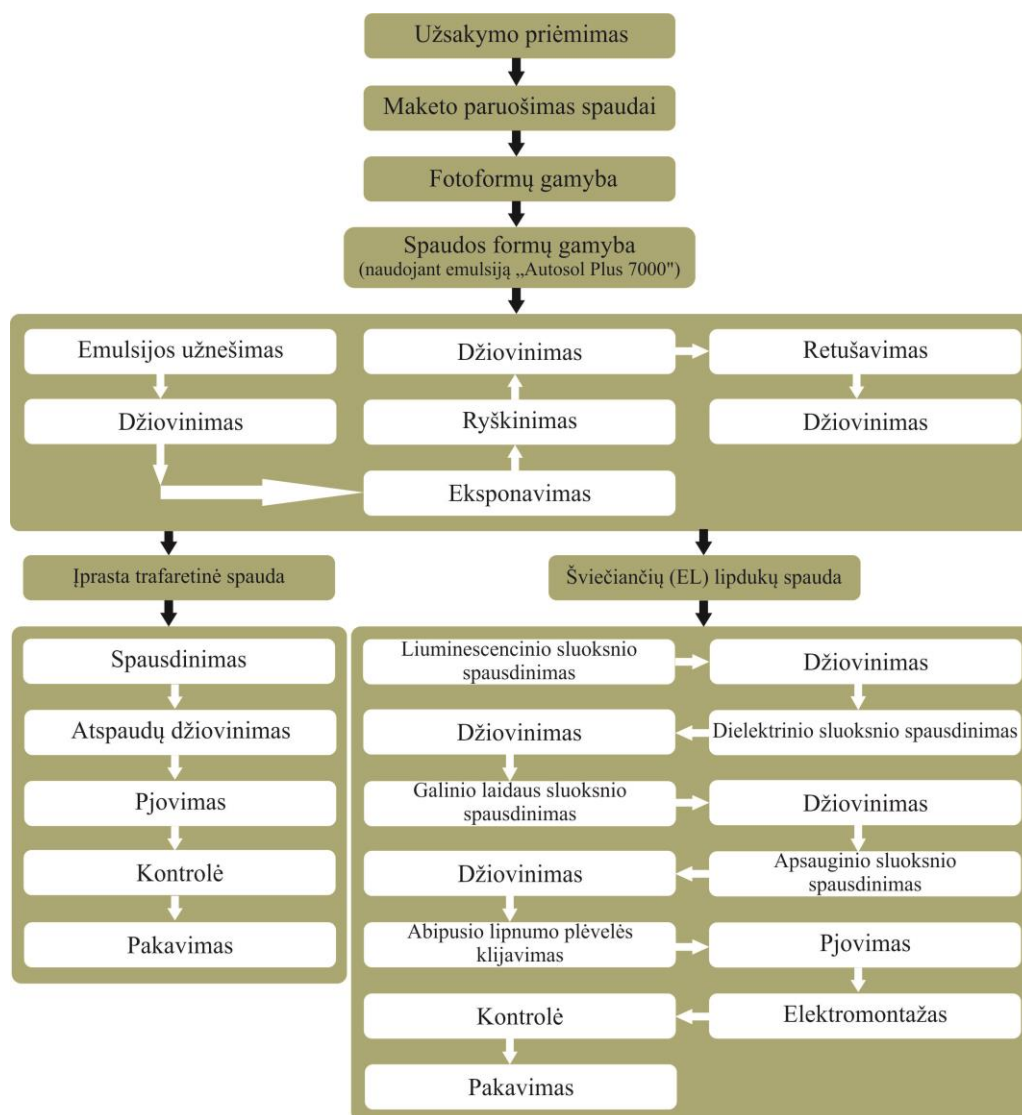 Užsakymo priėmimas
Maketo paruošimas spaudai
Fotoformų gamyba
Spaudos formų gamyba
(naudojant emulsiją „Autosol Plus 7000")
Emulsijos užnešimas
Džiovinimas
Eksponavimas
Ryškinimas
Džiovinimas
Retušavimas
Džiovinimas
Įprasta trafaretinė spauda
Spausdinimas
Atspaudų džiovinimas
Pjovimas
Kontrolė
Pakavimas
Šviečiančių (EL) lipdukų spauda
Liuminescencinio sluoksnio
spausdinimas
Džiovinimas
Dielektrinio sluoksnio spausdinimas
Džiovinimas
Galinio laidaus sluoksnio
spausdinimas
Džiovinimas
Apsauginio sluoksnio
spausdinimas
Džiovinimas
Abipusio lipnumo plėvelės
klijavimas
Pjovimas
Elektromontažas
Kontrolė
Pakavimas